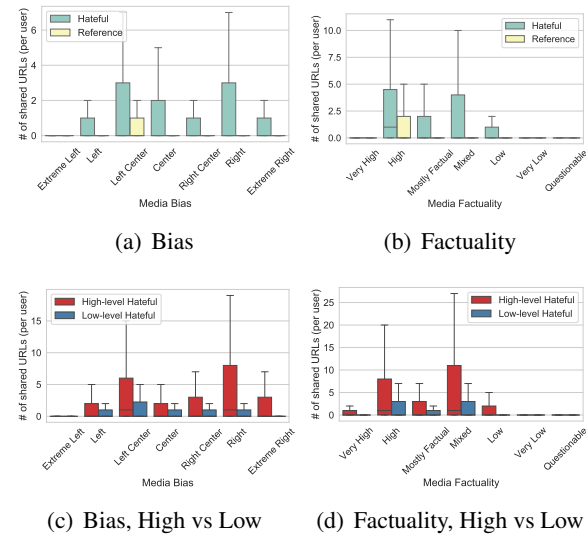 # of shared URLs (per user)
6
4
2
0
Hateful
Reference
Extreme Left
Left
Left Center
Center
Right Center
Right
Extreme Right
Media Bias
(a) Bias
# of shared URLs (per user)
10.0
7.5
5.0
2.5
0.0
Hateful
Reference
Very High
High
Mostly Factual
Mixed
Low
Very Low
Questionable
Media Factuality
(b) Factuality
# of shared URLs (per user)
15
10
5
0
High-level Hateful
Low-level Hateful
Extreme Left
Left
Left Center
Center
Right Center
Right
Extreme Right
Media Bias
(c) Bias, High vs Low
# of shared URLs (per user)
25
20
15
10
5
0
High-level Hateful
Low-level Hateful
Very High
High
Mostly Factual
Mixed
Low
Very Low
Questionable
Media Factuality
(d) Factuality, High vs Low